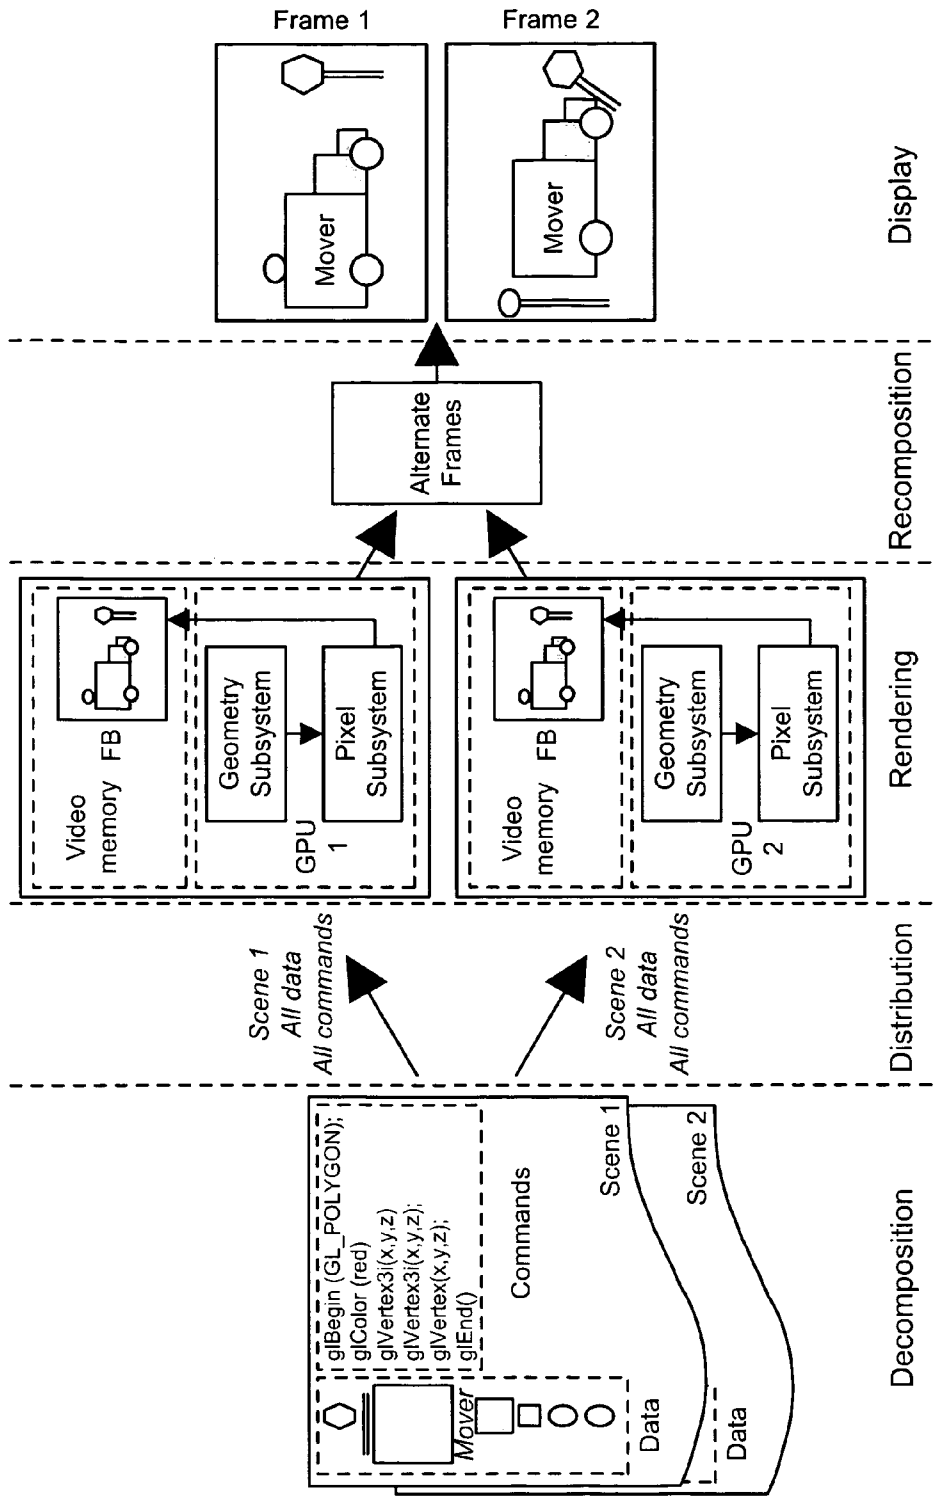 Decomposition
Distribution
Rendering
Recomposition
Display
glBegin (GL_POLYGON);
glColor (red)
glVertex3i(x,y,z)
glVertex3i(x,y,z);
glVertex(x,y,z);
glEnd()
Commands
Mover
Data
Scene 1
Data
Scene 2
Scene 1
All data
All commands
Scene 2
All data
All commands
Video
memory
FB
GPU
1
Geometry
Subsystem
Pixel
Subsystem
Video
memory
FB
GPU
2
Geometry
Subsystem
Pixel
Subsystem
Alternate
Frames
Frame 1
Mover
Frame 2
Mover